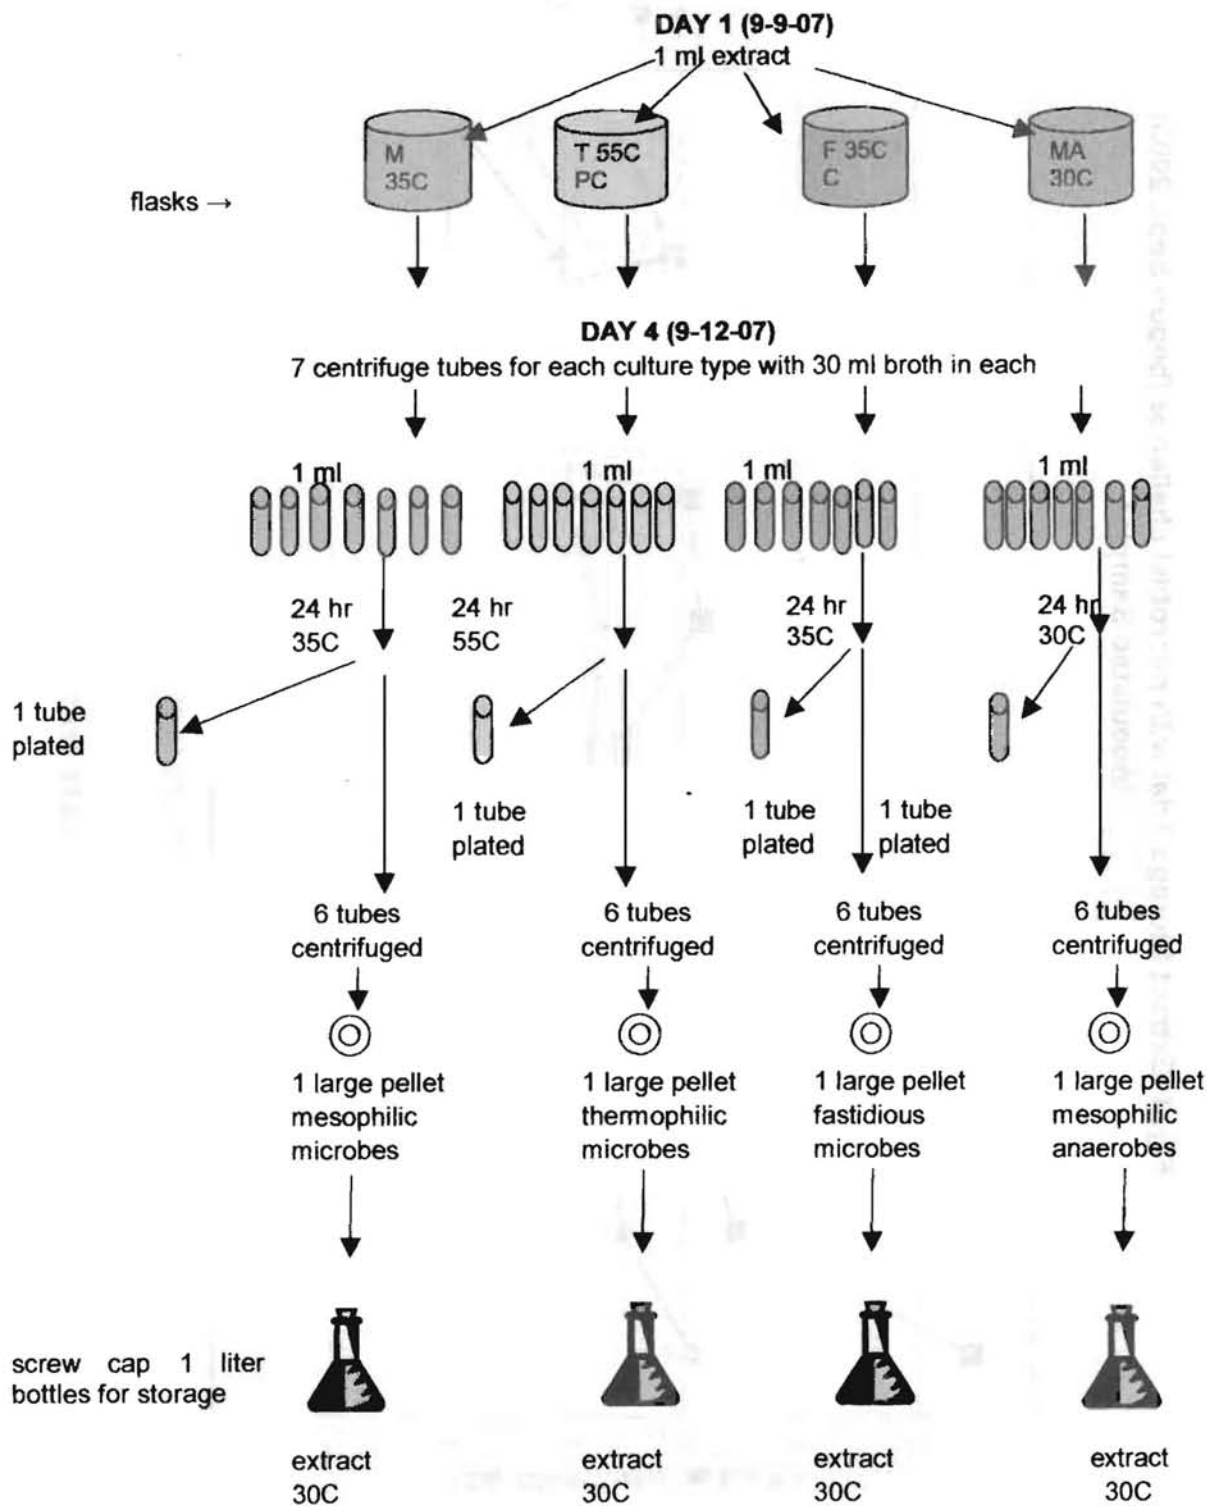 DAY 1 (9-9-07)
1 ml extract
M
35C
T 55C
PC
F 35C
C
MA
30C
flasks →
DAY 4 (9-12-07)
7 centrifuge tubes for each culture type with 30 ml broth in each
1 ml
1 ml
1 ml
1 ml
24 hr
35C
24 hr
55C
24 hr
35C
24 hr
30C
1 tube
plated
1 tube
plated
1 tube
plated
1 tube
plated
6 tubes
centrifuged
6 tubes
centrifuged
6 tubes
centrifuged
6 tubes
centrifuged
1 large pellet
mesophilic
microbes
1 large pellet
thermophilic
microbes
1 large pellet
fastidious
microbes
1 large pellet
mesophilic
anaerobes
screw cap 1 liter
bottles for storage
extract
30C
extract
30C
extract
30C
extract
30C